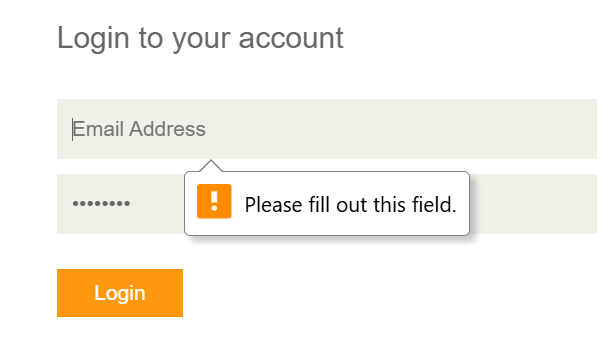 Login to your account
Email Address
Please fill out this field.
••••••••
Login